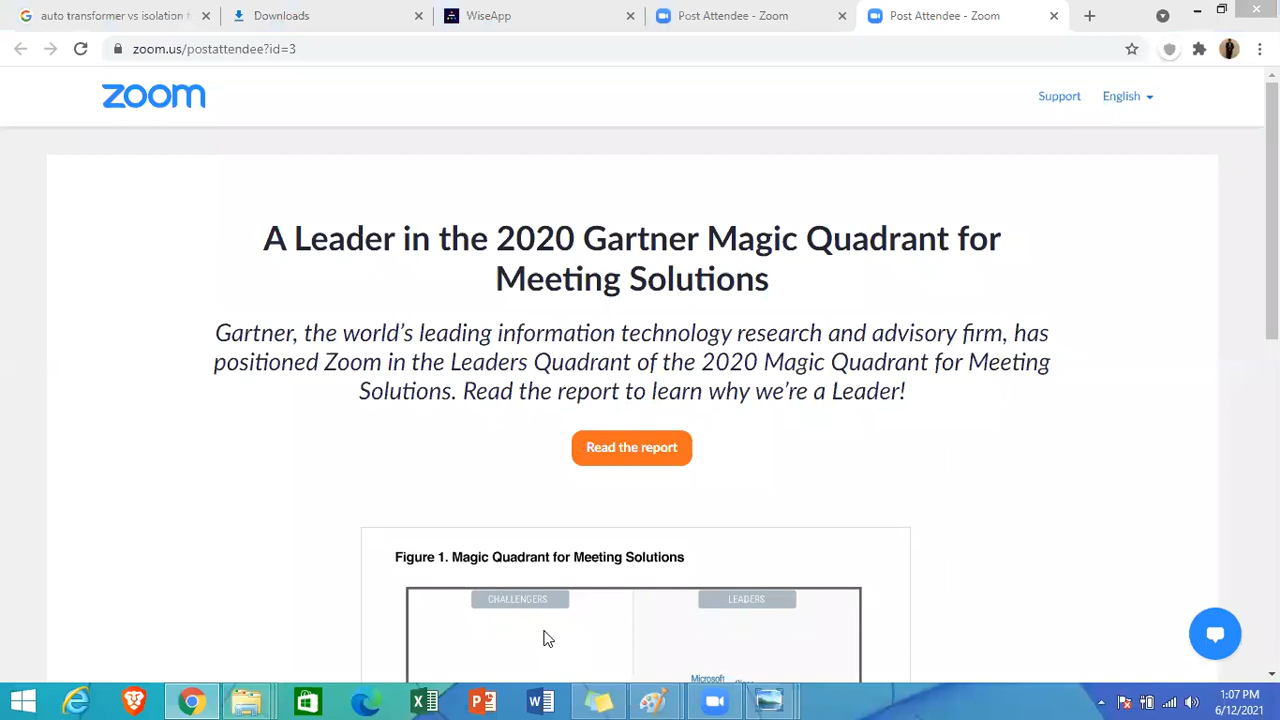 auto transformer vs isolation
Downloads
WiseApp
Post Attendee - Zoom
Post Attendee - Zoom
zoom.us/postattendee?id=3
zoom
Support
English
A Leader in the 2020 Gartner Magic Quadrant for
Meeting Solutions
Gartner, the world's leading information technology research and advisory firm, has
positioned Zoom in the Leaders Quadrant of the 2020 Magic Quadrant for Meeting
Solutions. Read the report to learn why we're a Leader!
Read the report
Figure 1. Magic Quadrant for Meeting Solutions
CHALLENGERS
LEADERS
Microsoft
1:07 PM
6/12/2021